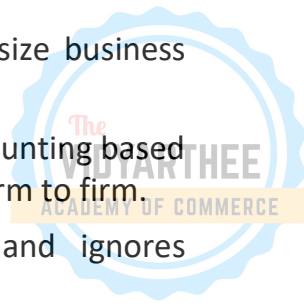 size business
The
unting based
VIDYARTHEE
rm to firm.
ACADEMY OF COMMERCE
and ignores